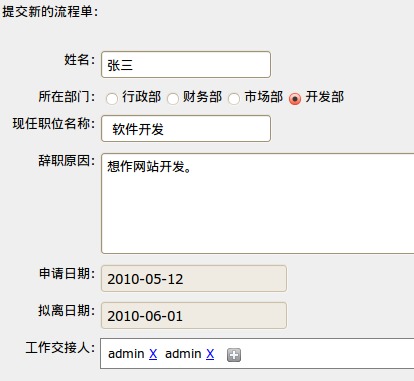 提交新的流程单:
姓名: 张三
所在部门: 行政部 财务部 市场部 开发部
现任职位名称: 软件开发
辞职原因: 想作网站开发。
申请日期: 2010-05-12
拟离日期: 2010-06-01
工作交接人: admin X admin X